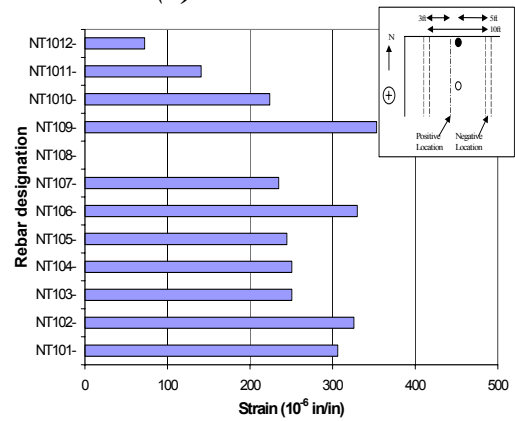 3ft 5ft
10ft
N
Positive Location
Negative Location
NT1012-
NT1011-
NT1010-
NT109-
NT108-
NT107-
NT106-
NT105-
NT104-
NT103-
NT102-
NT101-
Rebar designation
0 100 200 300 400 500
Strain (10⁻⁶ in/in)